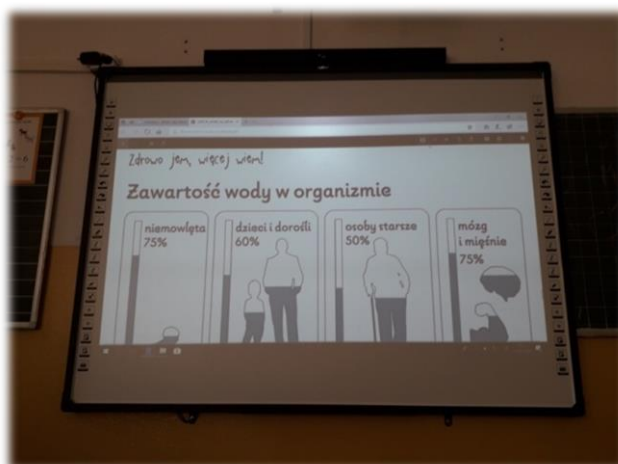 Zdrowo jem, więcej wiem!
Zawartość wody w organizmie
niemowlęta
75%
dzieci i dorośli
60%
osoby starsze
50%
mózg
i mięśnie
75%